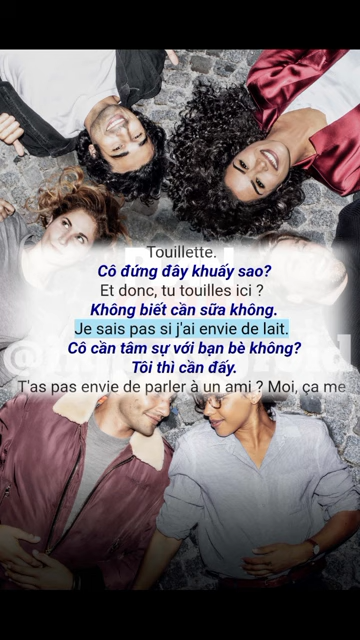 Touillette.
Cô đứng đây khuấy sao?
Et donc, tu touilles ici ?
Không biết cần sữa không.
Je sais pas si j'ai envie de lait.
Cô cần tâm sự với bạn bè không?
Tôi thì cần đấy.
T'as pas envie de parler à un ami ? Moi, ça me